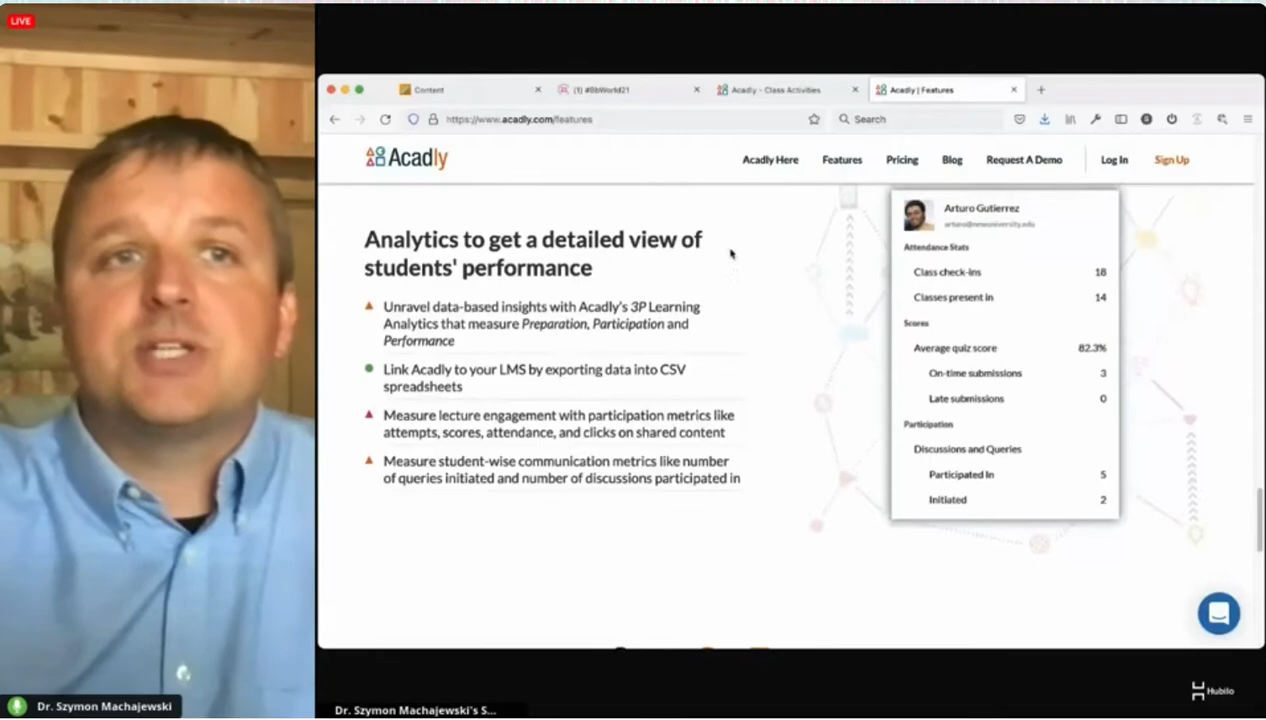 LIVE
Content
(1) #BbWorld21
Acadly - Class Activities
Acadly | Features
https://www.acadly.com/features
Search
Acadly
Acadly Here
Features
Pricing
Blog
Request A Demo
Log In
Sign Up
Analytics to get a detailed view of
students' performance
Unravel data-based insights with Acadly's 3P Learning
Analytics that measure Preparation, Participation and
Performance
Link Acadly to your LMS by exporting data into CSV
spreadsheets
Measure lecture engagement with participation metrics like
attempts, scores, attendance, and clicks on shared content
Measure student-wise communication metrics like number
of queries initiated and number of discussions participated in
Arturo Gutierrez
arturo@newuniversity.edu
Attendance Stats
Class check-ins 18
Classes present in 14
Scores
Average quiz score 82.3%
On-time submissions 3
Late submissions 0
Participation
Discussions and Queries
Participated In 5
Initiated 2
Hubilo
Dr. Szymon Machajewski
Dr. Szymon Machajewski's S...